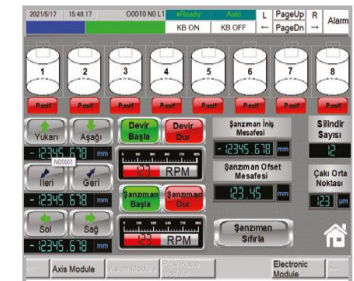 2021/5/17 15:48:17 O0010 N0 L1 Ready Auto L PageUp R Alarm
KB ON KB OFF ← PageDn →
1 2 3 4 5 6 7 8
Pasif Pasif Pasif Pasif Pasif Pasif Pasif Pasif
Yukarı Aşağı Devir Başla Devir Dur Şanzıman İniş Mesafesi Silindir Sayısı
- 12345.678 mm - 12345.678 mm 12
N00001
İleri Geri 123 RPM Şanzıman Ofset Mesafesi Çakı Orta Noktası
- 12345.678 mm Şanzıman Başla Şanzıman Dur 123.45 mm 123 µm
Sol Sağ 123 RPM Şanzıman Sıfırla
- 12345.678 mm
Axis Module Electronic Module